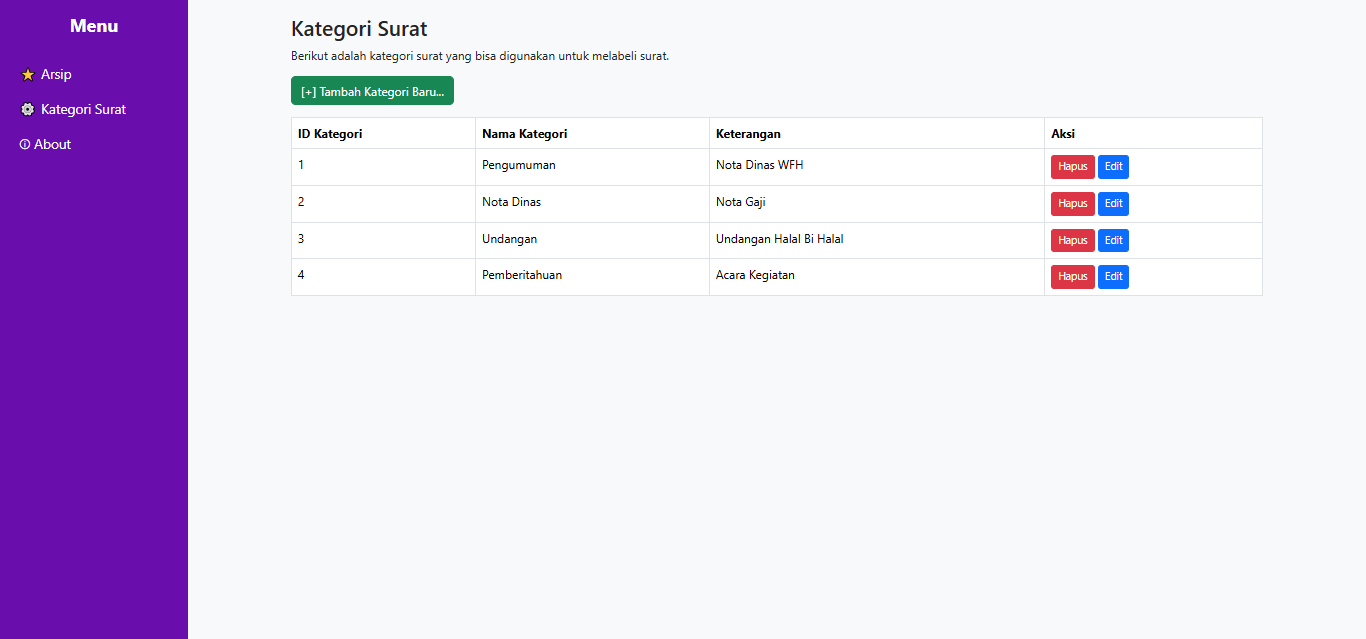 Menu
Arsip
Kategori Surat
About
Kategori Surat
Berikut adalah kategori surat yang bisa digunakan untuk melabeli surat.
[+] Tambah Kategori Baru...
ID Kategori Nama Kategori Keterangan Aksi
1 Pengumuman Nota Dinas WFH Hapus Edit
2 Nota Dinas Nota Gaji Hapus Edit
3 Undangan Undangan Halal Bi Halal Hapus Edit
4 Pemberitahuan Acara Kegiatan Hapus Edit